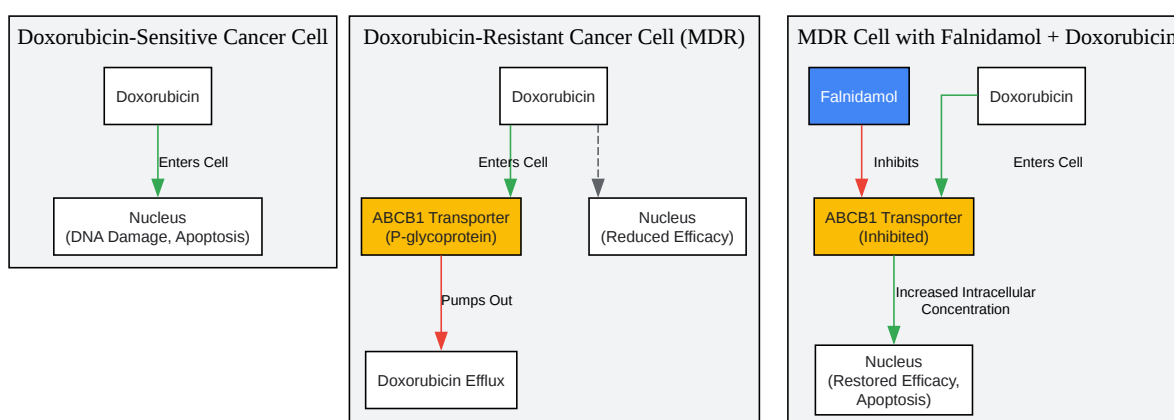 Doxorubicin-Sensitive Cancer Cell
Doxorubicin
Enters Cell
Nucleus
(DNA Damage, Apoptosis)
Doxorubicin-Resistant Cancer Cell (MDR)
Doxorubicin
Enters Cell
ABCB1 Transporter
(P-glycoprotein)
Nucleus
(Reduced Efficacy)
Pumps Out
Doxorubicin Efflux
MDR Cell with Falnidamol + Doxorubicin
Falnidamol
Doxorubicin
Inhibits
Enters Cell
ABCB1 Transporter
(Inhibited)
Increased Intracellular
Concentration
Nucleus
(Restored Efficacy,
Apoptosis)